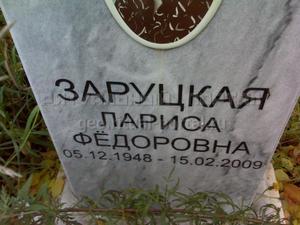 ЗАРУЦКАЯ
ЛАРИСА
ФЁДОРОВНА
05.12.1948 - 15.02.2009